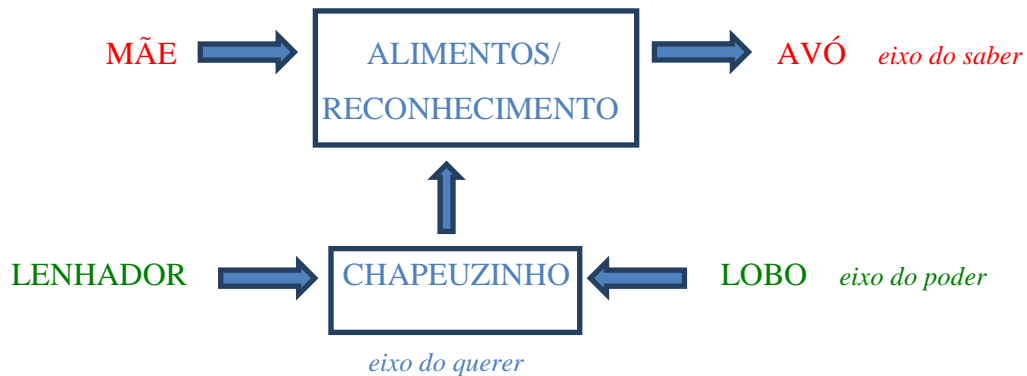 MÃE ALIMENTOS/ AVÓ eixo do saber
RECONHECIMENTO
LENHADOR CHAPEUZINHO LOBO eixo do poder
eixo do querer